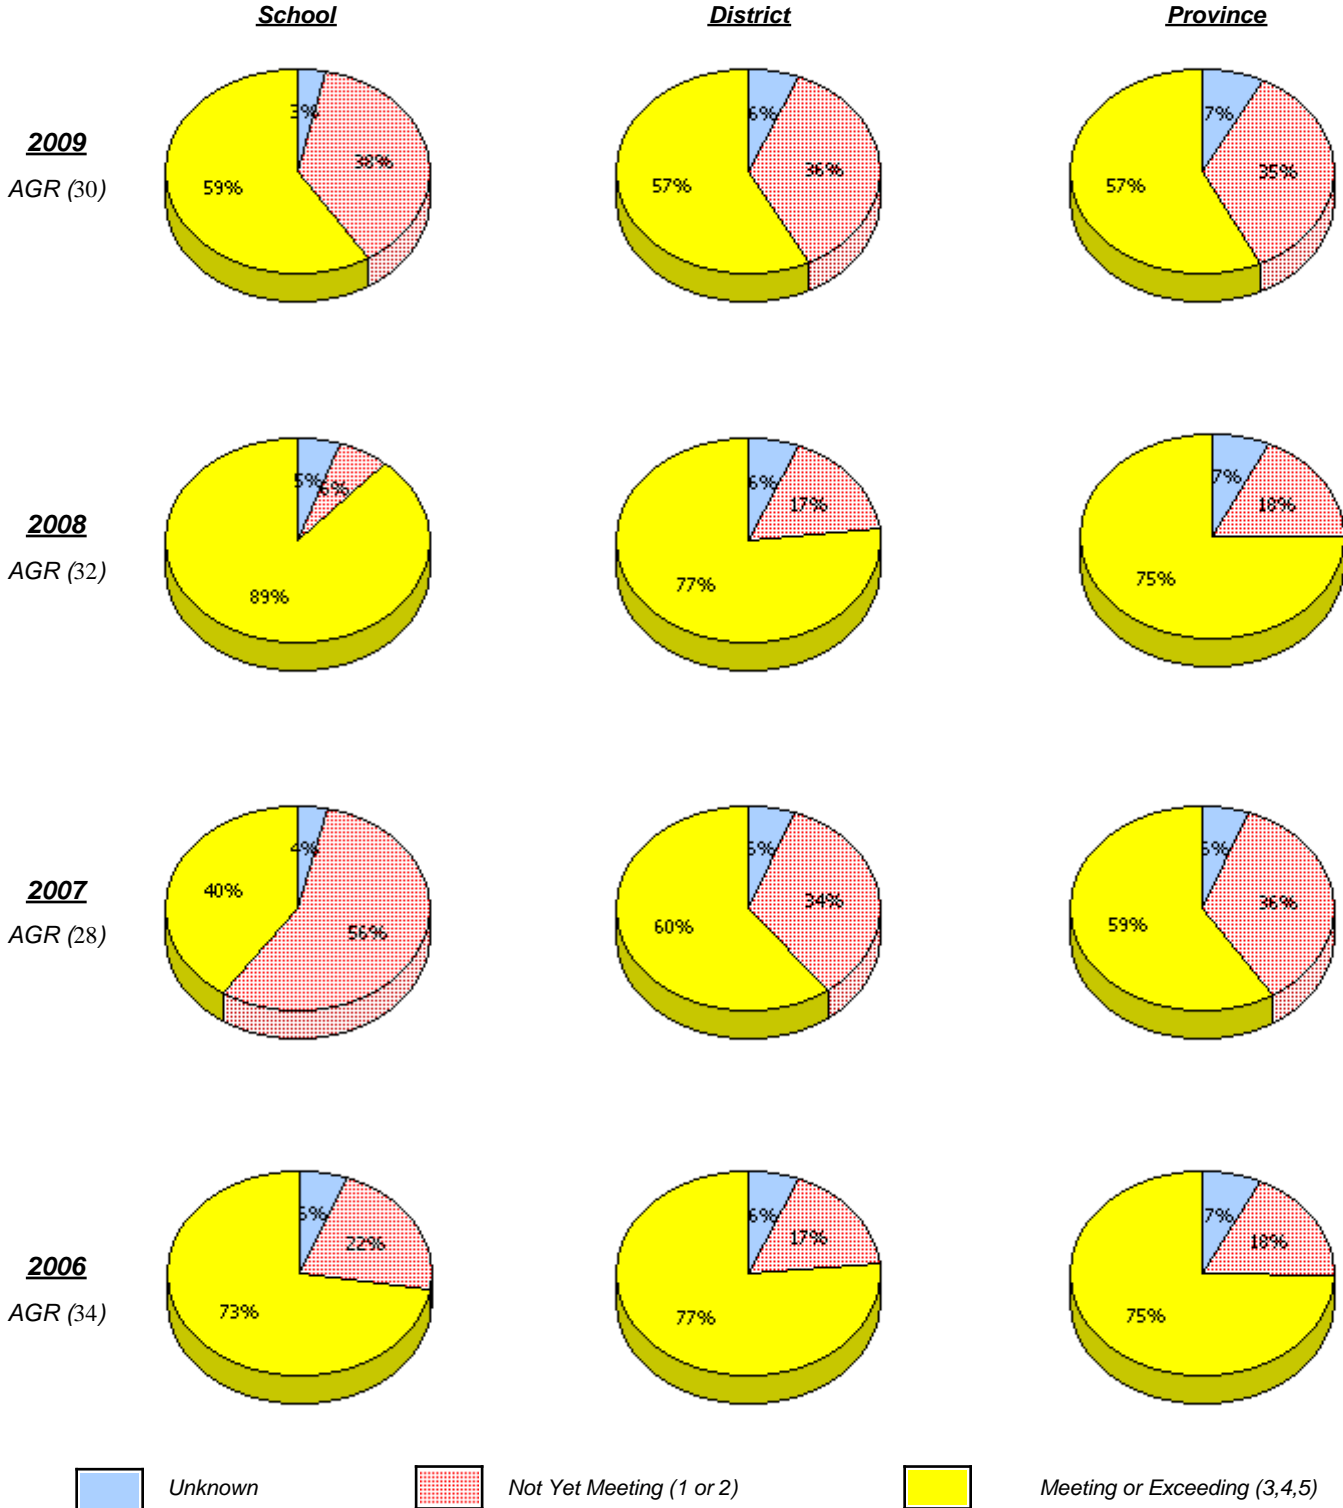 School District Province
2009
AGR (30)
3% 38% 59%
6% 36% 57%
7% 35% 57%
2008
AGR (32)
5% 6% 89%
6% 17% 77%
7% 18% 75%
2007
AGR (28)
4% 56% 40%
34% 60%
5% 36% 59%
2006
AGR (34)
5% 22% 73%
6% 17% 77%
7% 18% 75%
Unknown Not Yet Meeting (1 or 2) Meeting or Exceeding (3,4,5)